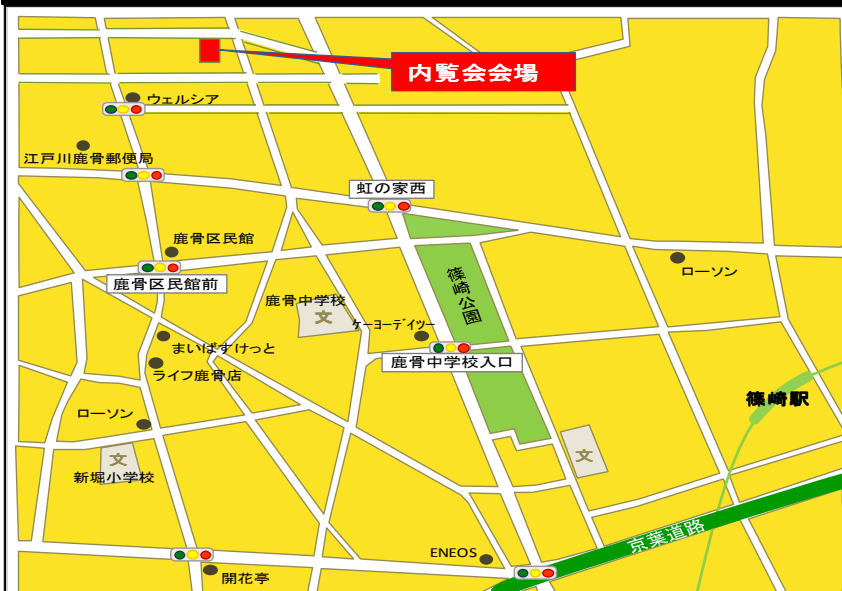 内覧会会場
ウェルシア
江戸川鹿骨郵便局
虹の家西
鹿骨区民館
ローソン
鹿骨区民館前
篠崎公園
鹿骨中学校
文
ケーヨーデイツー
まいばすけっと
鹿骨中学校入口
ライフ鹿骨店
篠崎駅
ローソン
文
文
新堀小学校
京葉道路
ENEOS
開花亭